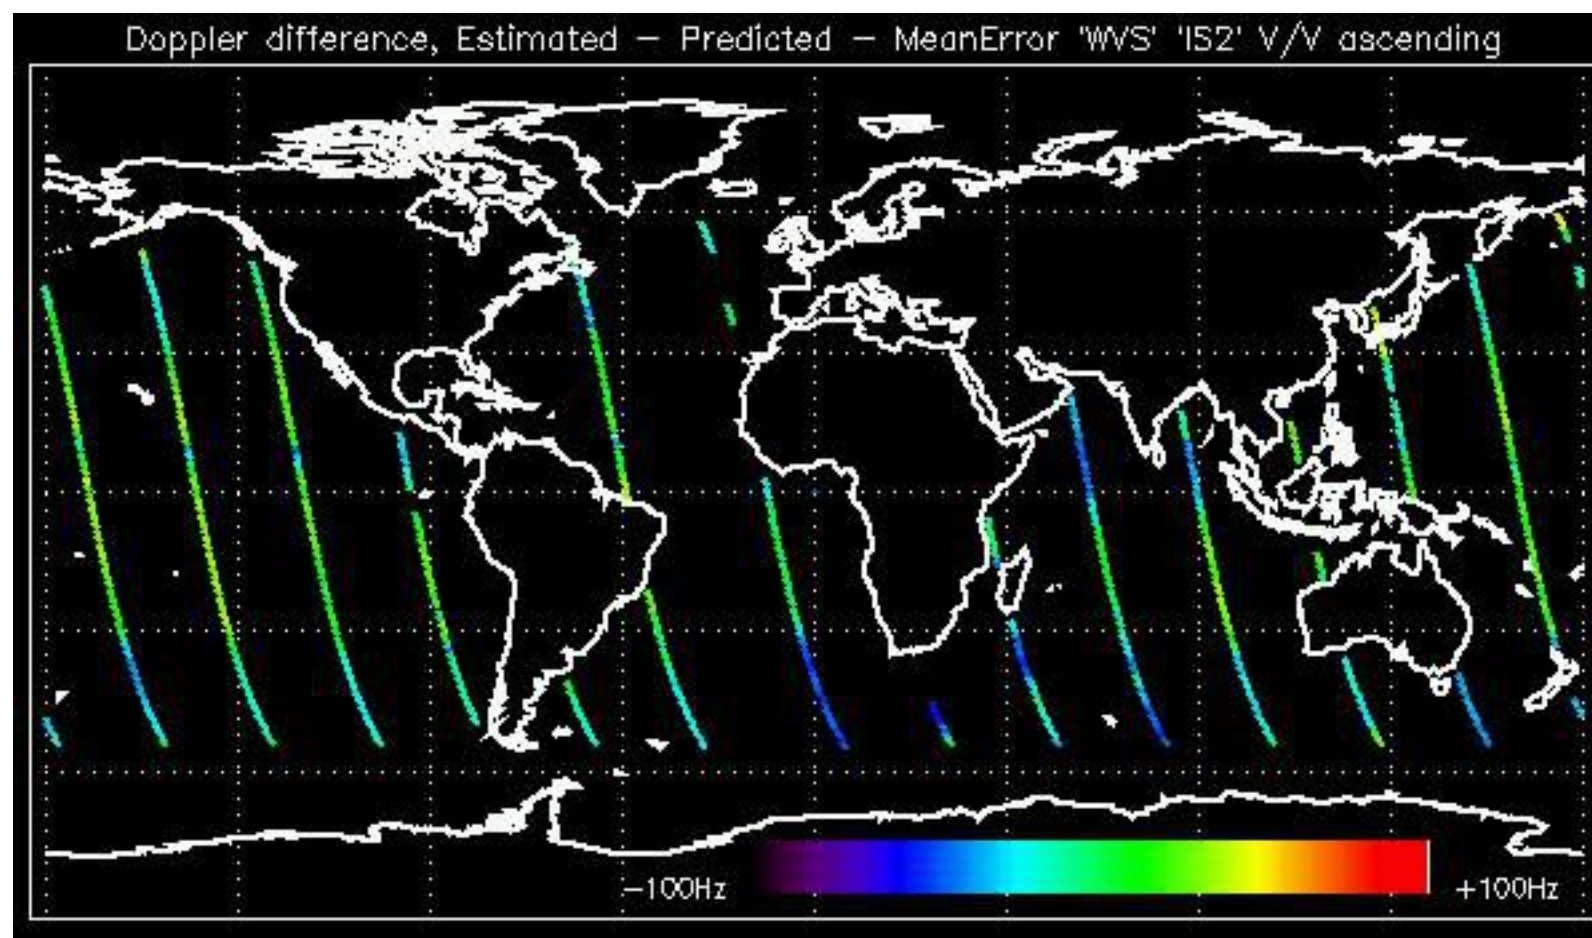 Doppler difference, Estimated – Predicted – MeanError 'WVS' 'IS2' V/V ascending
–100Hz
+100Hz